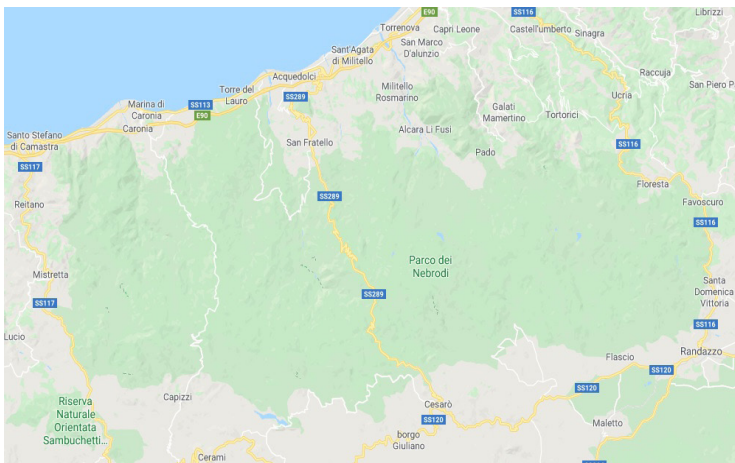 E90
SS116
Librizzi
Torrenova
Capri Leone
Castell'umberto
Sinagra
Sant'Agata
di Militello
San Marco
D'alunzio
Raccuja
Acquedolci
San Piero P
Torre del
Lauro
SS289
Militello
Rosmarino
Ucria
Marina di
Caronia
SS113
E90
Galati
Mamertino
Tortorici
Santo Stefano
di Camastra
Caronia
San Fratello
Alcara Li Fusi
SS116
Pado
SS117
Floresta
Reitano
SS289
Favoscuro
SS116
Parco dei
Nebrodi
Mistretta
SS117
SS289
Santa
Domenica
Vittoria
SS116
Lucio
Randazzo
Flascio
SS120
SS120
Capizzi
Riserva
Naturale
Orientata
Sambuchetti...
Cesarò
SS120
Maletto
borgo
Giuliano
Cerami